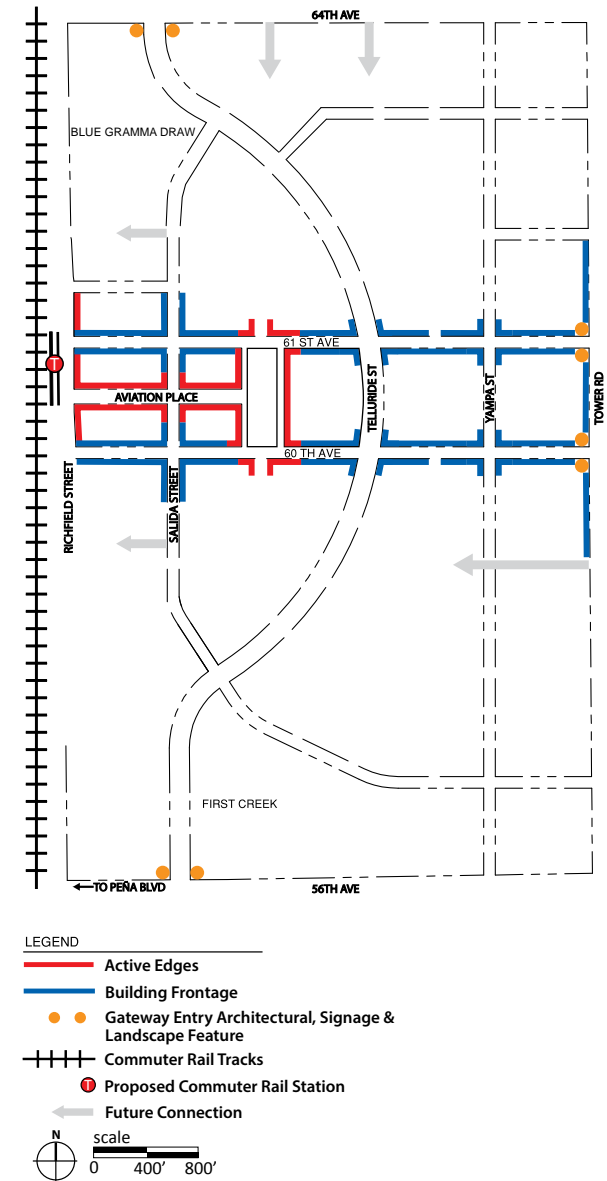 64TH AVE
BLUE GRAMMA DRAW
61 ST AVE
T
AVIATION PLACE
TELLURIDE ST
YAMPA ST
TOWER RD
60 TH AVE
RICHFIELD STREET
SALIDA STREET
FIRST CREEK
TO PEÑA BLVD
56TH AVE
LEGEND
Active Edges
Building Frontage
Gateway Entry Architectural, Signage &
Landscape Feature
Commuter Rail Tracks
T Proposed Commuter Rail Station
Future Connection
N
scale
0 400’ 800’